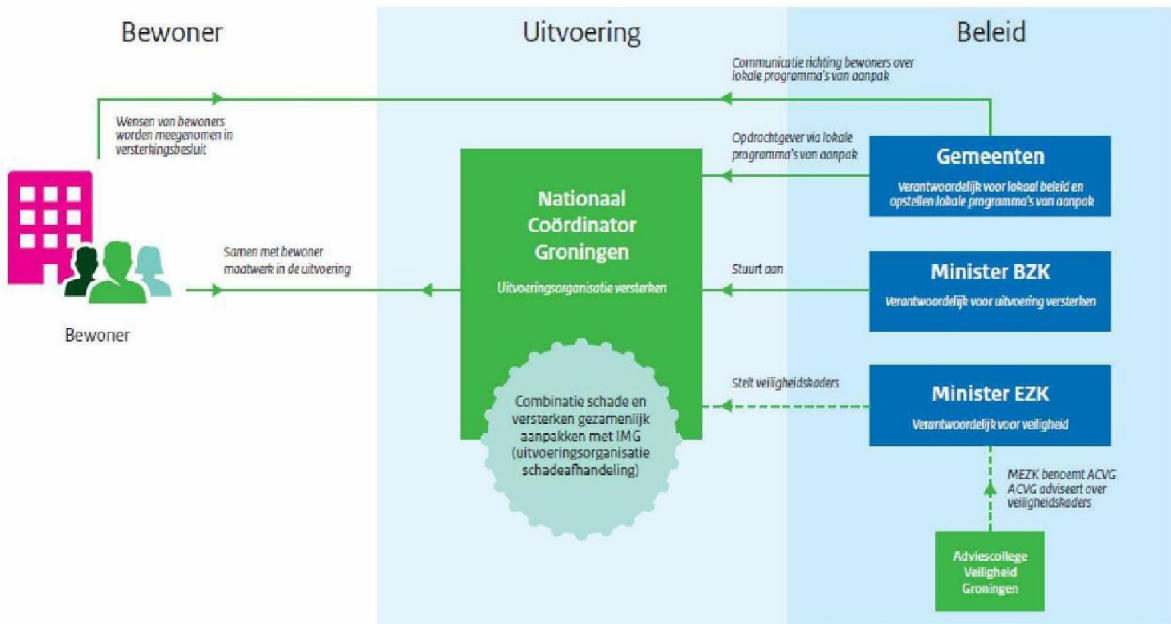 Bewoner
Uitvoering
Beleid
Communicatie richting bewoners over
lokale programma's van aanpak
Wensen van bewoners
worden meegenomen in
versterkingsbesluit
Opdrachtgever via lokale
programma's van aanpak
Gemeenten
Verantwoordelijk voor lokaal beleid en
opstellen lokale programma's van aanpak
Nationaal
Coördinator
Groningen
Uitvoeringsorganisatie versterken
Samen met bewoner
maatwerk in de uitvoering
Stuurt aan
Minister BZK
Verantwoordelijk voor uitvoering versterken
Bewoner
Stelt veiligheidskaders
Minister EZK
Verantwoordelijk voor veiligheid
Combinatie schade en
versterken gezamenlijk
aanpakken met IMG
(uitvoeringsorganisatie
schadeafhandeling)
MEZK benoemt ACVG
ACVG adviseert over
veiligheidskaders
Adviescollege
Veiligheid
Groningen